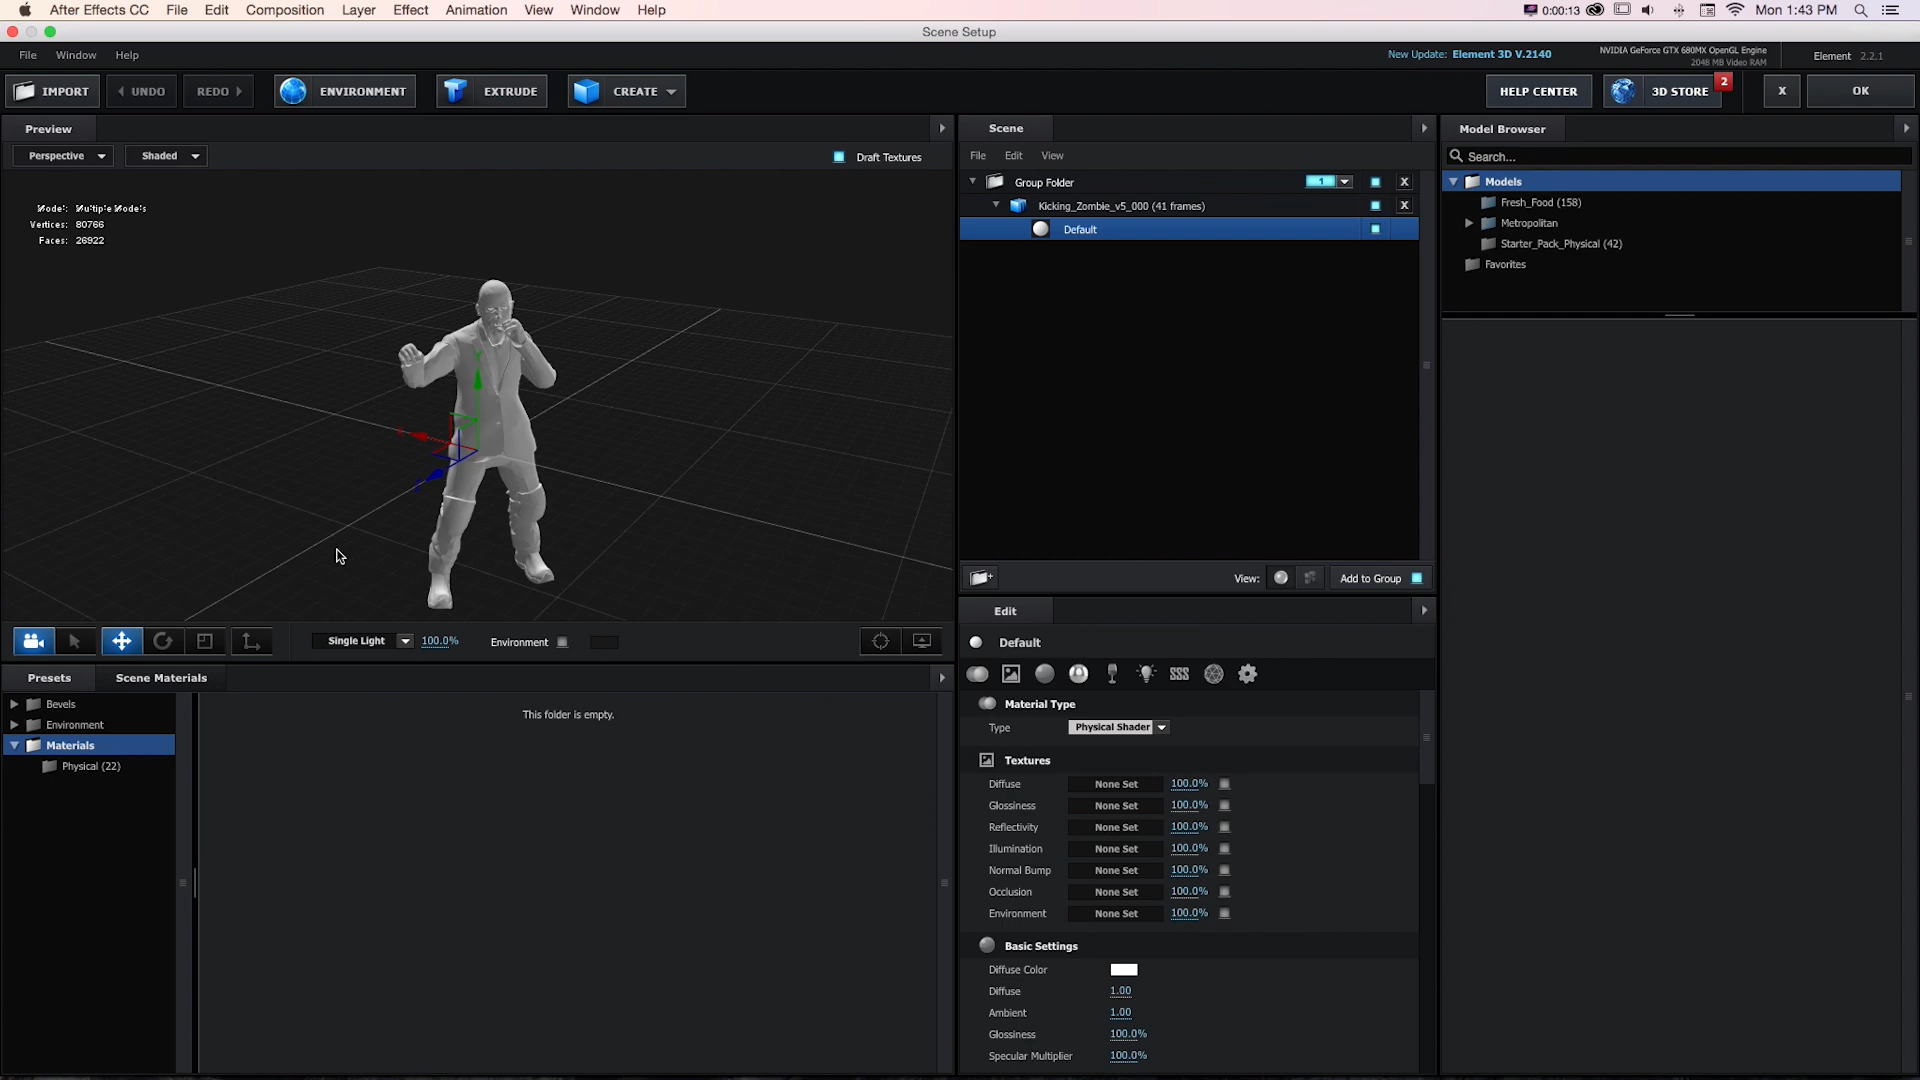 After Effects CC File Edit Composition Layer Effect Animation View Window Help 0:00:13 Mon 1:43 PM
Scene Setup
File Window Help New Update: Element 3D V.2140 NVIDIA GeForce GTX 680MX OpenGL Engine Element 2.2.1
2048 MB Video RAM
IMPORT UNDO REDO ENVIRONMENT EXTRUDE CREATE HELP CENTER 3D STORE 2 X OK
Preview Scene Model Browser
Perspective Shaded Draft Textures File Edit View Search...
Group Folder 1 X Models
Model: Multiple Models Kicking_Zombie_v5_000 (41 frames) X Fresh_Food (158)
Vertices: 80766 Default Metropolitan
Faces: 26922 Starter_Pack_Physical (42)
Favorites
View: Add to Group
Edit
Single Light 100.0% Environment Default
Presets Scene Materials
Bevels This folder is empty. Material Type
Environment Type Physical Shader
Materials Textures
Physical (22)
Diffuse None Set 100.0%
Glossiness None Set 100.0%
Reflectivity None Set 100.0%
Illumination None Set 100.0%
Normal Bump None Set 100.0%
Occlusion None Set 100.0%
Environment None Set 100.0%
Basic Settings
Diffuse Color
Diffuse 1.00
Ambient 1.00
Glossiness 100.0%
Specular Multiplier 100.0%